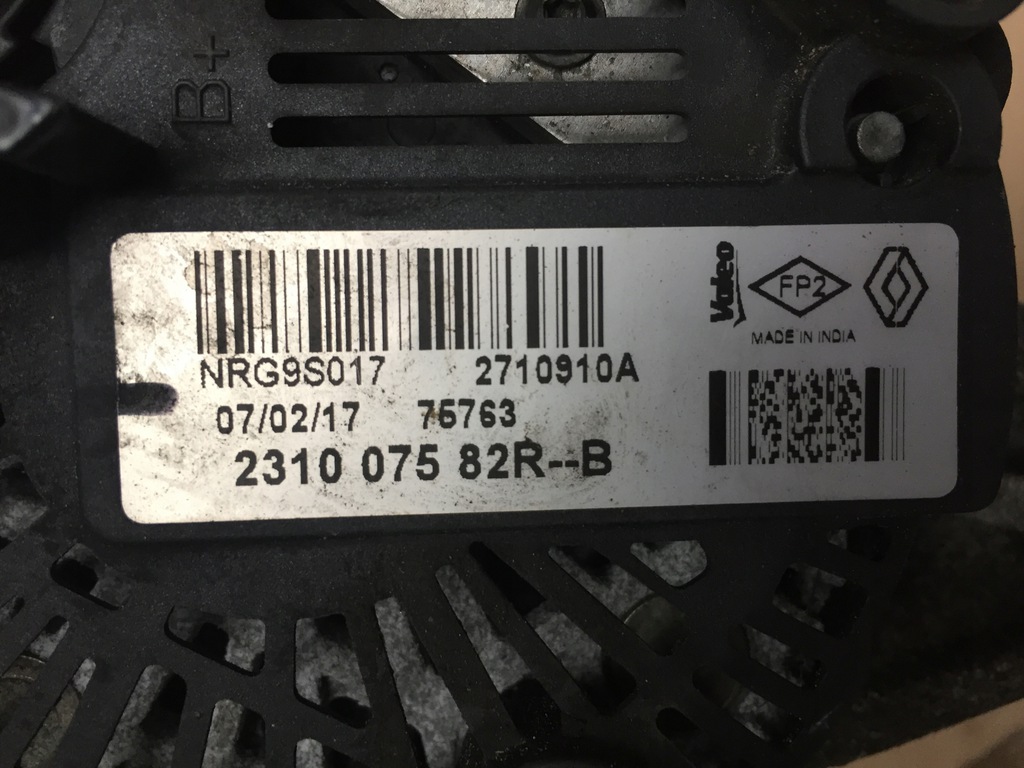 B+
NRG9S017 2710910A
07/02/17 75763
2310 075 82R--B
Valeo
FP2
MADE IN INDIA